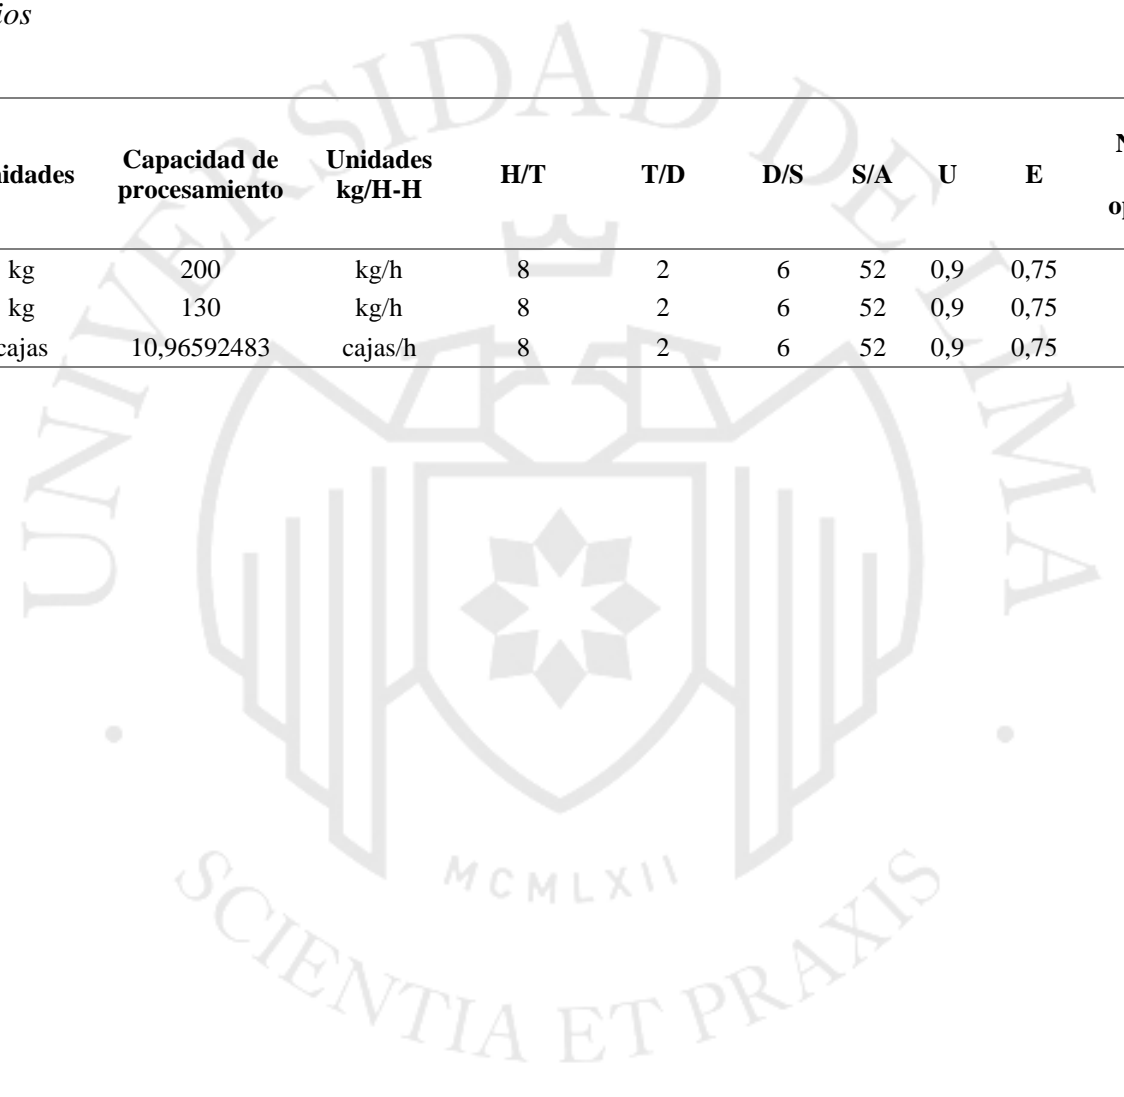 ios
Capacidad de procesamiento Unidades kg/H-H H/T T/D D/S S/A U E
kg 200 kg/h 8 2 6 52 0,9 0,75
kg 130 kg/h 8 2 6 52 0,9 0,75
cajas 10,96592483 cajas/h 8 2 6 52 0,9 0,75
UNIVERSIDAD DE LIMA
MCMLXII
SCIENTIA ET PRAXIS